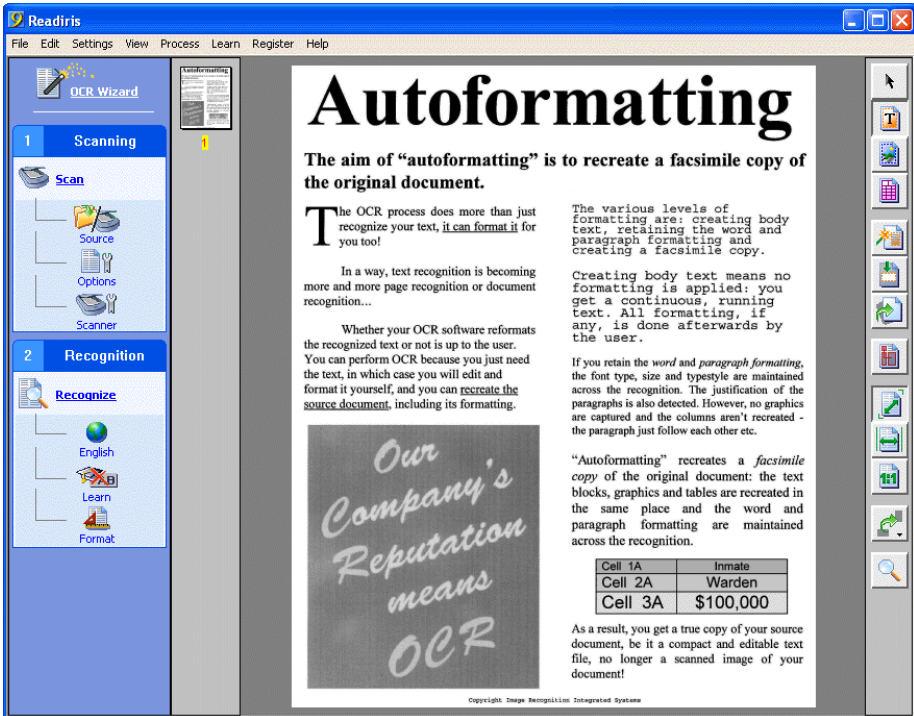 Readiris
File Edit Settings View Process Learn Register Help
OCR Wizard
1 Scanning
Scan
Source
Options
Scanner
2 Recognition
Recognize
English
Learn
Format
Autoformatting
1
Autoformatting
The aim of “autoformatting” is to recreate a facsimile copy of
the original document.
The OCR process does more than just
recognize your text, it can format it for
you too!
In a way, text recognition is becoming
more and more page recognition or document
recognition...
Whether your OCR software reformats
the recognized text or not is up to the user.
You can perform OCR because you just need
the text, in which case you will edit and
format it yourself, and you can recreate the
source document, including its formatting.
Our
Company's
Reputation
means
OCR
The various levels of
formatting are: creating body
text, retaining the word and
paragraph formatting and
creating a facsimile copy.
Creating body text means no
formatting is applied: you
get a continuous, running
text. All formatting, if
any, is done afterwards by
the user.
If you retain the word and paragraph formatting,
the font type, size and typestyle are maintained
across the recognition. The justification of the
paragraphs is also detected. However, no graphics
are captured and the columns aren’t recreated -
the paragraph just follow each other etc.
“Autoformatting” recreates a facsimile
copy of the original document: the text
blocks, graphics and tables are recreated in
the same place and the word and
paragraph formatting are maintained
across the recognition.
Cell 1A Inmate
Cell 2A Warden
Cell 3A $100,000
As a result, you get a true copy of your source
document, be it a compact and editable text
file, no longer a scanned image of your
document!
Copyright Image Recognition Integrated Systems
T
1:1